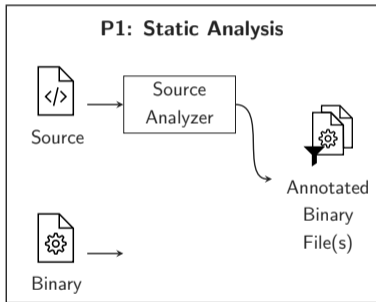 P1: Static Analysis
</>
Source
Source
Analyzer
Annotated
Binary
File(s)
Binary